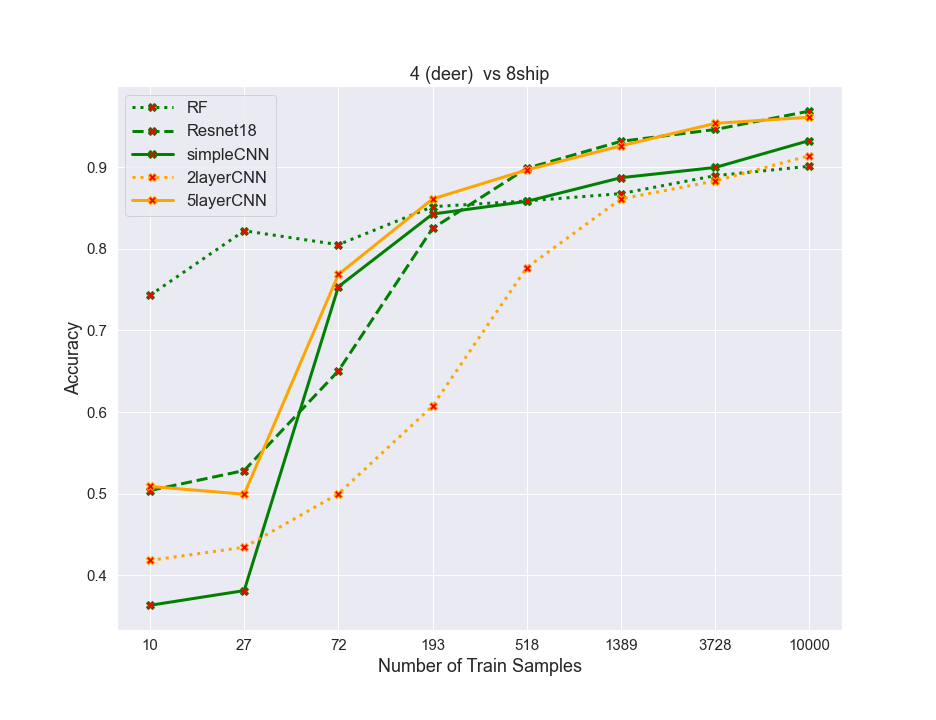 4 (deer)  vs 8ship
RF
Resnet18
simpleCNN
2layerCNN
5layerCNN
0.9
0.8
0.7
0.6
0.5
0.4
Accuracy
10 27 72 193 518 1389 3728 10000
Number of Train Samples